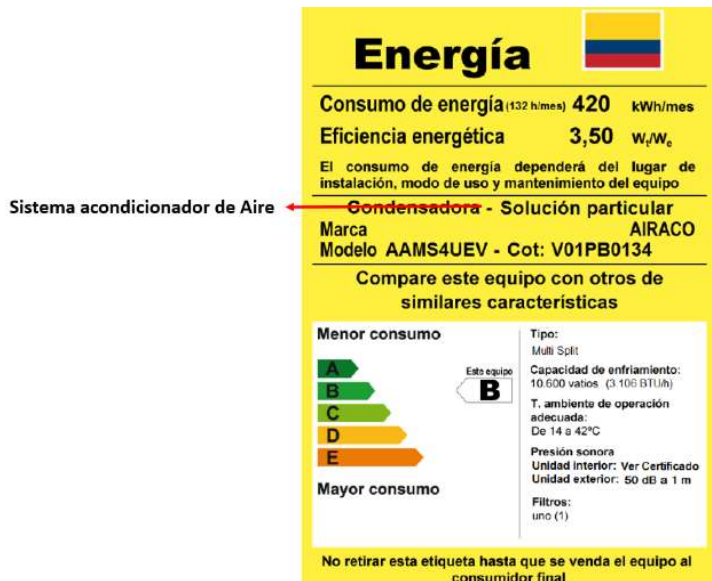 Energía
Consumo de energía (132 h/mes) 420 kWh/mes
Eficiencia energética 3,50 Wt/We
El consumo de energía dependerá del lugar de
instalación, modo de uso y mantenimiento del equipo
Sistema acondicionador de Aire
Condensadora - Solución particular
Marca AIRACO
Modelo AAMS4UEV - Cot: V01PB0134
Compare este equipo con otros de
similares características
Menor consumo
A
B
C
D
E
Mayor consumo
Este equipo
B
Tipo:
Multi Split
Capacidad de enfriamiento:
10.600 vatios (3.106 BTU/h)
T. ambiente de operación
adecuada:
De 14 a 42ºC
Presión sonora
Unidad interior: Ver Certificado
Unidad exterior: 50 dB a 1 m
Filtros:
uno (1)
No retirar esta etiqueta hasta que se venda el equipo al
consumidor final